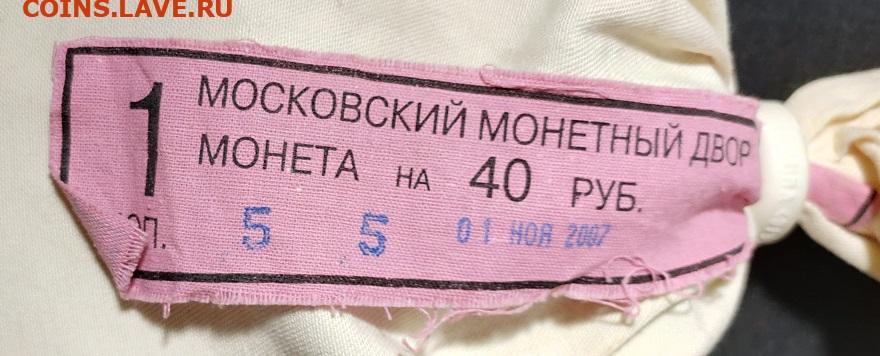 COINS.LAVE.RU
1 МОСКОВСКИЙ МОНЕТНЫЙ ДВОР
МОНЕТА НА 40 РУБ.
5 5 01 НОЯ 2007